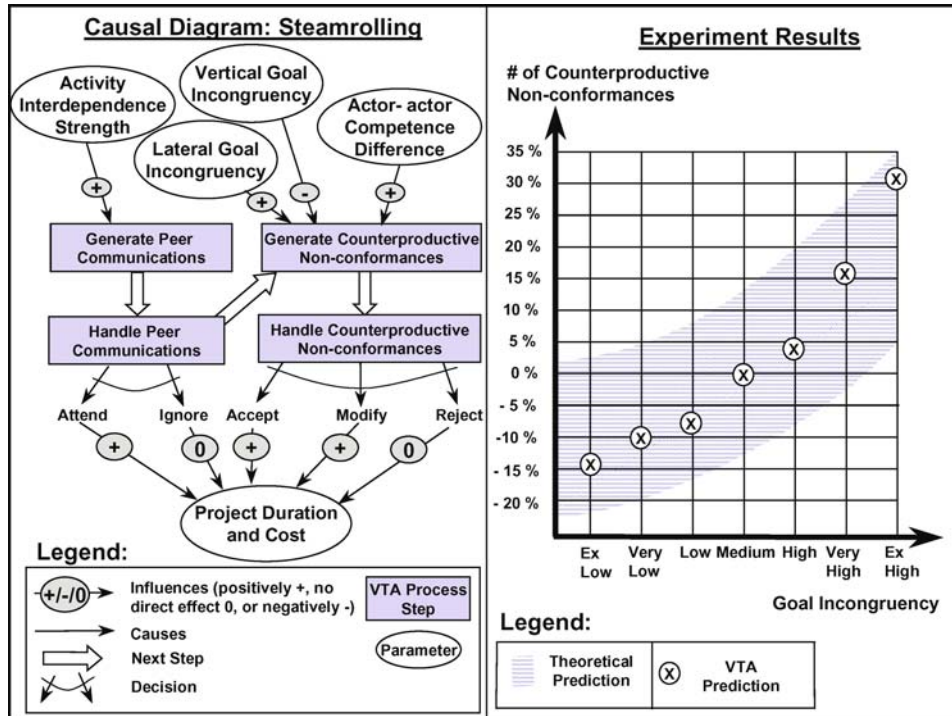 Causal Diagram: Steamrolling
Activity
Interdependence
Strength
Vertical Goal
Incongruency
Lateral Goal
Incongruency
Actor- actor
Competence
Difference
+
+
-
+
Generate Peer
Communications
Generate Counterproductive
Non-conformances
Handle Peer
Communications
Handle Counterproductive
Non-conformances
Attend
Ignore
Accept
Modify
Reject
+
0
+
+
0
Project Duration
and Cost
Legend:
+/-/0
Influences (positively +, no
direct effect 0, or negatively -)
Causes
Next Step
Decision
VTA Process
Step
Parameter
Experiment Results
# of Counterproductive
Non-conformances
35 %
30 %
25 %
20 %
15 %
10 %
5 %
0 %
- 5 %
-10 %
- 15 %
- 20 %
X
X
X
X
X
X
X
Ex
Low
Very
Low
Low
Medium
High
Very
High
Ex
High
Goal Incongruency
Legend:
Theoretical
Prediction
X
VTA
Prediction